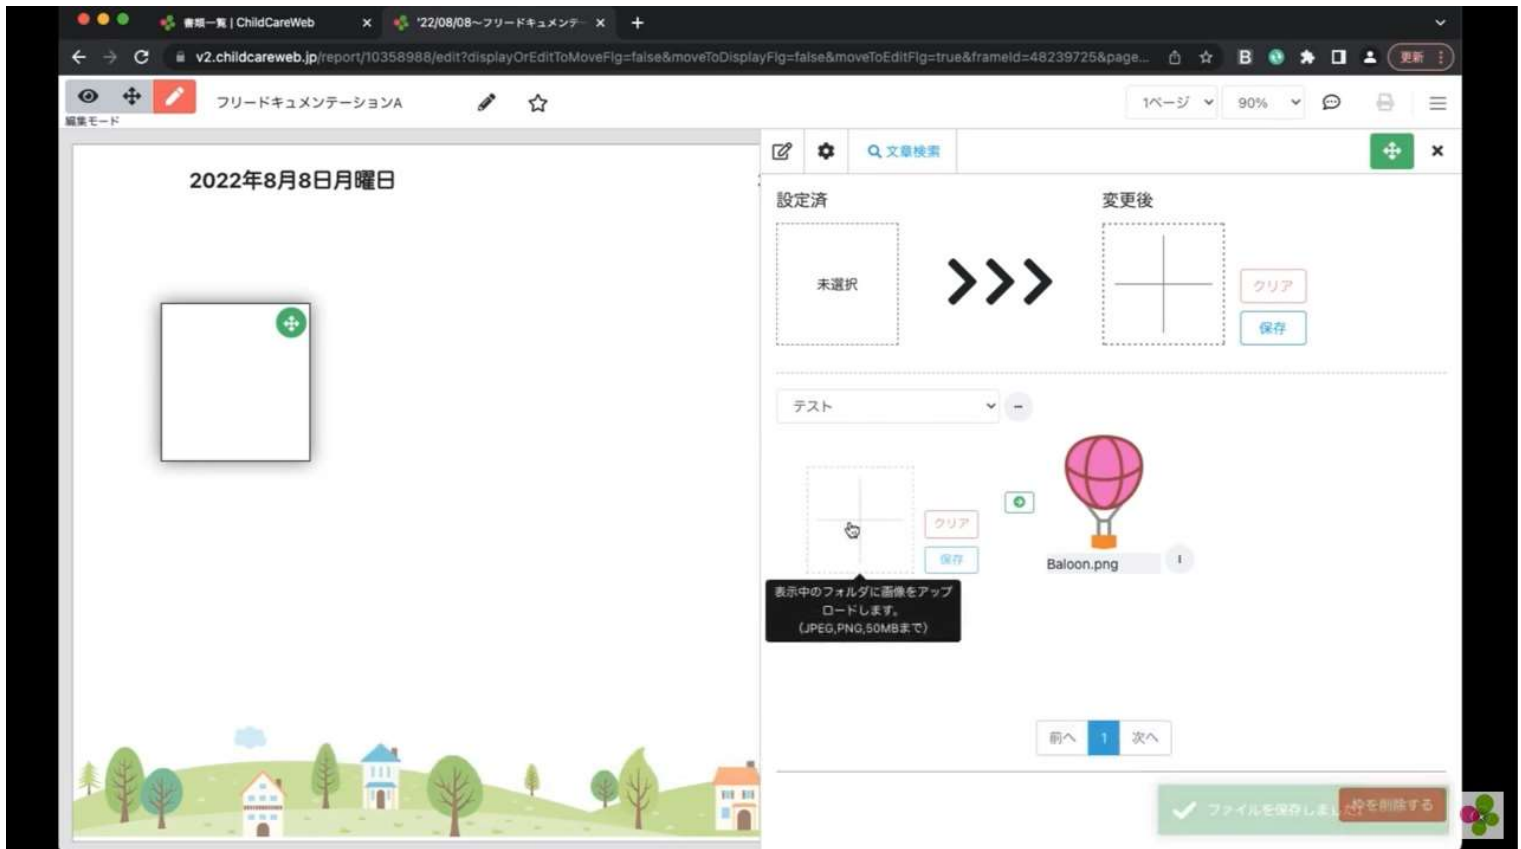 書類一覧 | ChildCareWeb
'22/08/08〜フリードキュメンテー
v2.childcareweb.jp/report/10358988/edit?displayOrEditToMoveFlg=false&moveToDisplayFlg=false&moveToEditFlg=true&frameId=48239725&page...
更新
編集モード
フリードキュメンテーションA
1ページ
90%
文章検索
2022年8月8日月曜日
設定済
変更後
未選択
クリア
保存
テスト
クリア
保存
Baloon.png
表示中のフォルダに画像をアップ
ロードします。
(JPEG,PNG,50MBまで)
前へ
1
次へ
ファイルを保存しました
枠を削除する